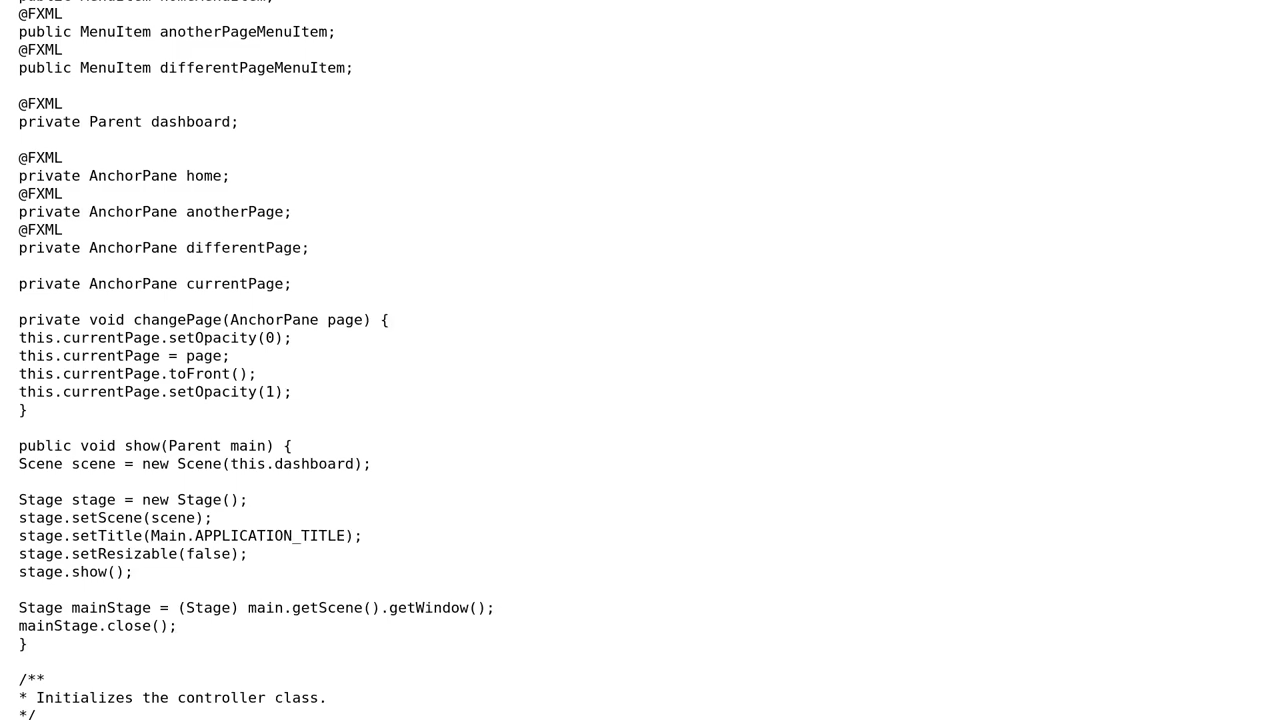 public MenuItem homeMenuItem;
@FXML
public MenuItem anotherPageMenuItem;
@FXML
public MenuItem differentPageMenuItem;

@FXML
private Parent dashboard;

@FXML
private AnchorPane home;
@FXML
private AnchorPane anotherPage;
@FXML
private AnchorPane differentPage;

private AnchorPane currentPage;

private void changePage(AnchorPane page) {
this.currentPage.setOpacity(0);
this.currentPage = page;
this.currentPage.toFront();
this.currentPage.setOpacity(1);
}

public void show(Parent main) {
Scene scene = new Scene(this.dashboard);

Stage stage = new Stage();
stage.setScene(scene);
stage.setTitle(Main.APPLICATION_TITLE);
stage.setResizable(false);
stage.show();

Stage mainStage = (Stage) main.getScene().getWindow();
mainStage.close();
}

/**
* Initializes the controller class.
*/